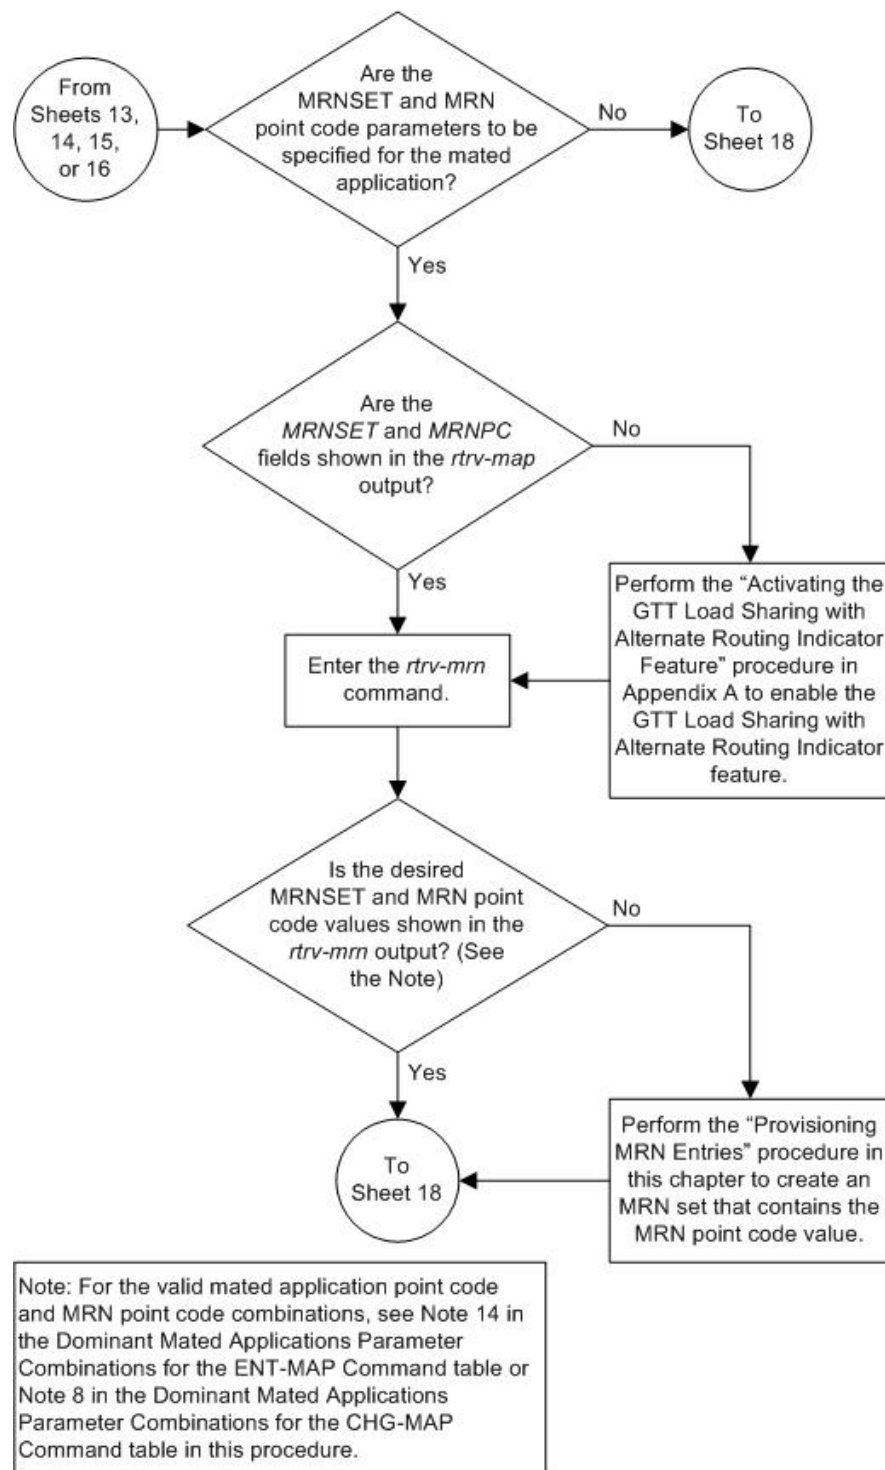 From
Sheets 13,
14, 15,
or 16
Are the
MRNSET and MRN
point code parameters to be
specified for the mated
application?
No
To
Sheet 18
Yes
Are the
MRNSET and MRNPC
fields shown in the rtrv-map
output?
No
Perform the “Activating the
GTT Load Sharing with
Alternate Routing Indicator
Feature” procedure in
Appendix A to enable the
GTT Load Sharing with
Alternate Routing Indicator
feature.
Yes
Enter the rtrv-mrn
command.
Is the desired
MRNSET and MRN point
code values shown in the
rtrv-mrn output? (See
the Note)
No
Perform the “Provisioning
MRN Entries” procedure in
this chapter to create an
MRN set that contains the
MRN point code value.
Yes
To
Sheet 18
Note: For the valid mated application point code
and MRN point code combinations, see Note 14 in
the Dominant Mated Applications Parameter
Combinations for the ENT-MAP Command table or
Note 8 in the Dominant Mated Applications
Parameter Combinations for the CHG-MAP
Command table in this procedure.